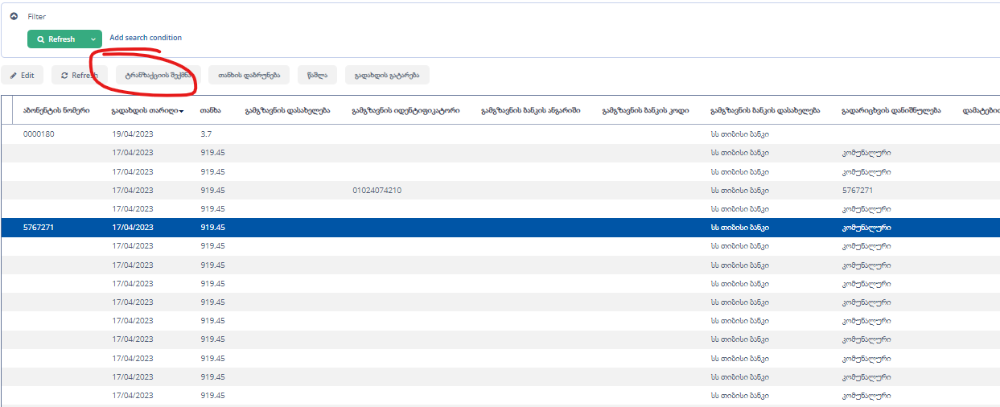 Filter
Refresh Add search condition
Edit Refresh ტრანზაქციის შექმნა თანხის დაბრუნება წაშლა გადახდის გატარება
აბონენტის ნომერი გადახდის თარიღი თანხა გამგზავნის დასახელება გამგზავნის იდენტიფიკატორი გამგზავნის ბანკის ანგარიში გამგზავნის ბანკის კოდი გამგზავნის ბანკის დასახელება გადარიცხვის დანიშნულება
0000180 19/04/2023 3.7 სს თიბისი ბანკი
17/04/2023 919.45 სს თიბისი ბანკი კომუნალური
17/04/2023 919.45 სს თიბისი ბანკი კომუნალური
17/04/2023 919.45 01024074210 სს თიბისი ბანკი 5767271
17/04/2023 919.45 სს თიბისი ბანკი კომუნალური
5767271 17/04/2023 919.45 სს თიბისი ბანკი კომუნალური
17/04/2023 919.45 სს თიბისი ბანკი კომუნალური
17/04/2023 919.45 სს თიბისი ბანკი კომუნალური
17/04/2023 919.45 სს თიბისი ბანკი კომუნალური
17/04/2023 919.45 სს თიბისი ბანკი კომუნალური
17/04/2023 919.45 სს თიბისი ბანკი კომუნალური
17/04/2023 919.45 სს თიბისი ბანკი კომუნალური
17/04/2023 919.45 სს თიბისი ბანკი კომუნალური
17/04/2023 919.45 სს თიბისი ბანკი კომუნალური
17/04/2023 919.45 სს თიბისი ბანკი კომუნალური